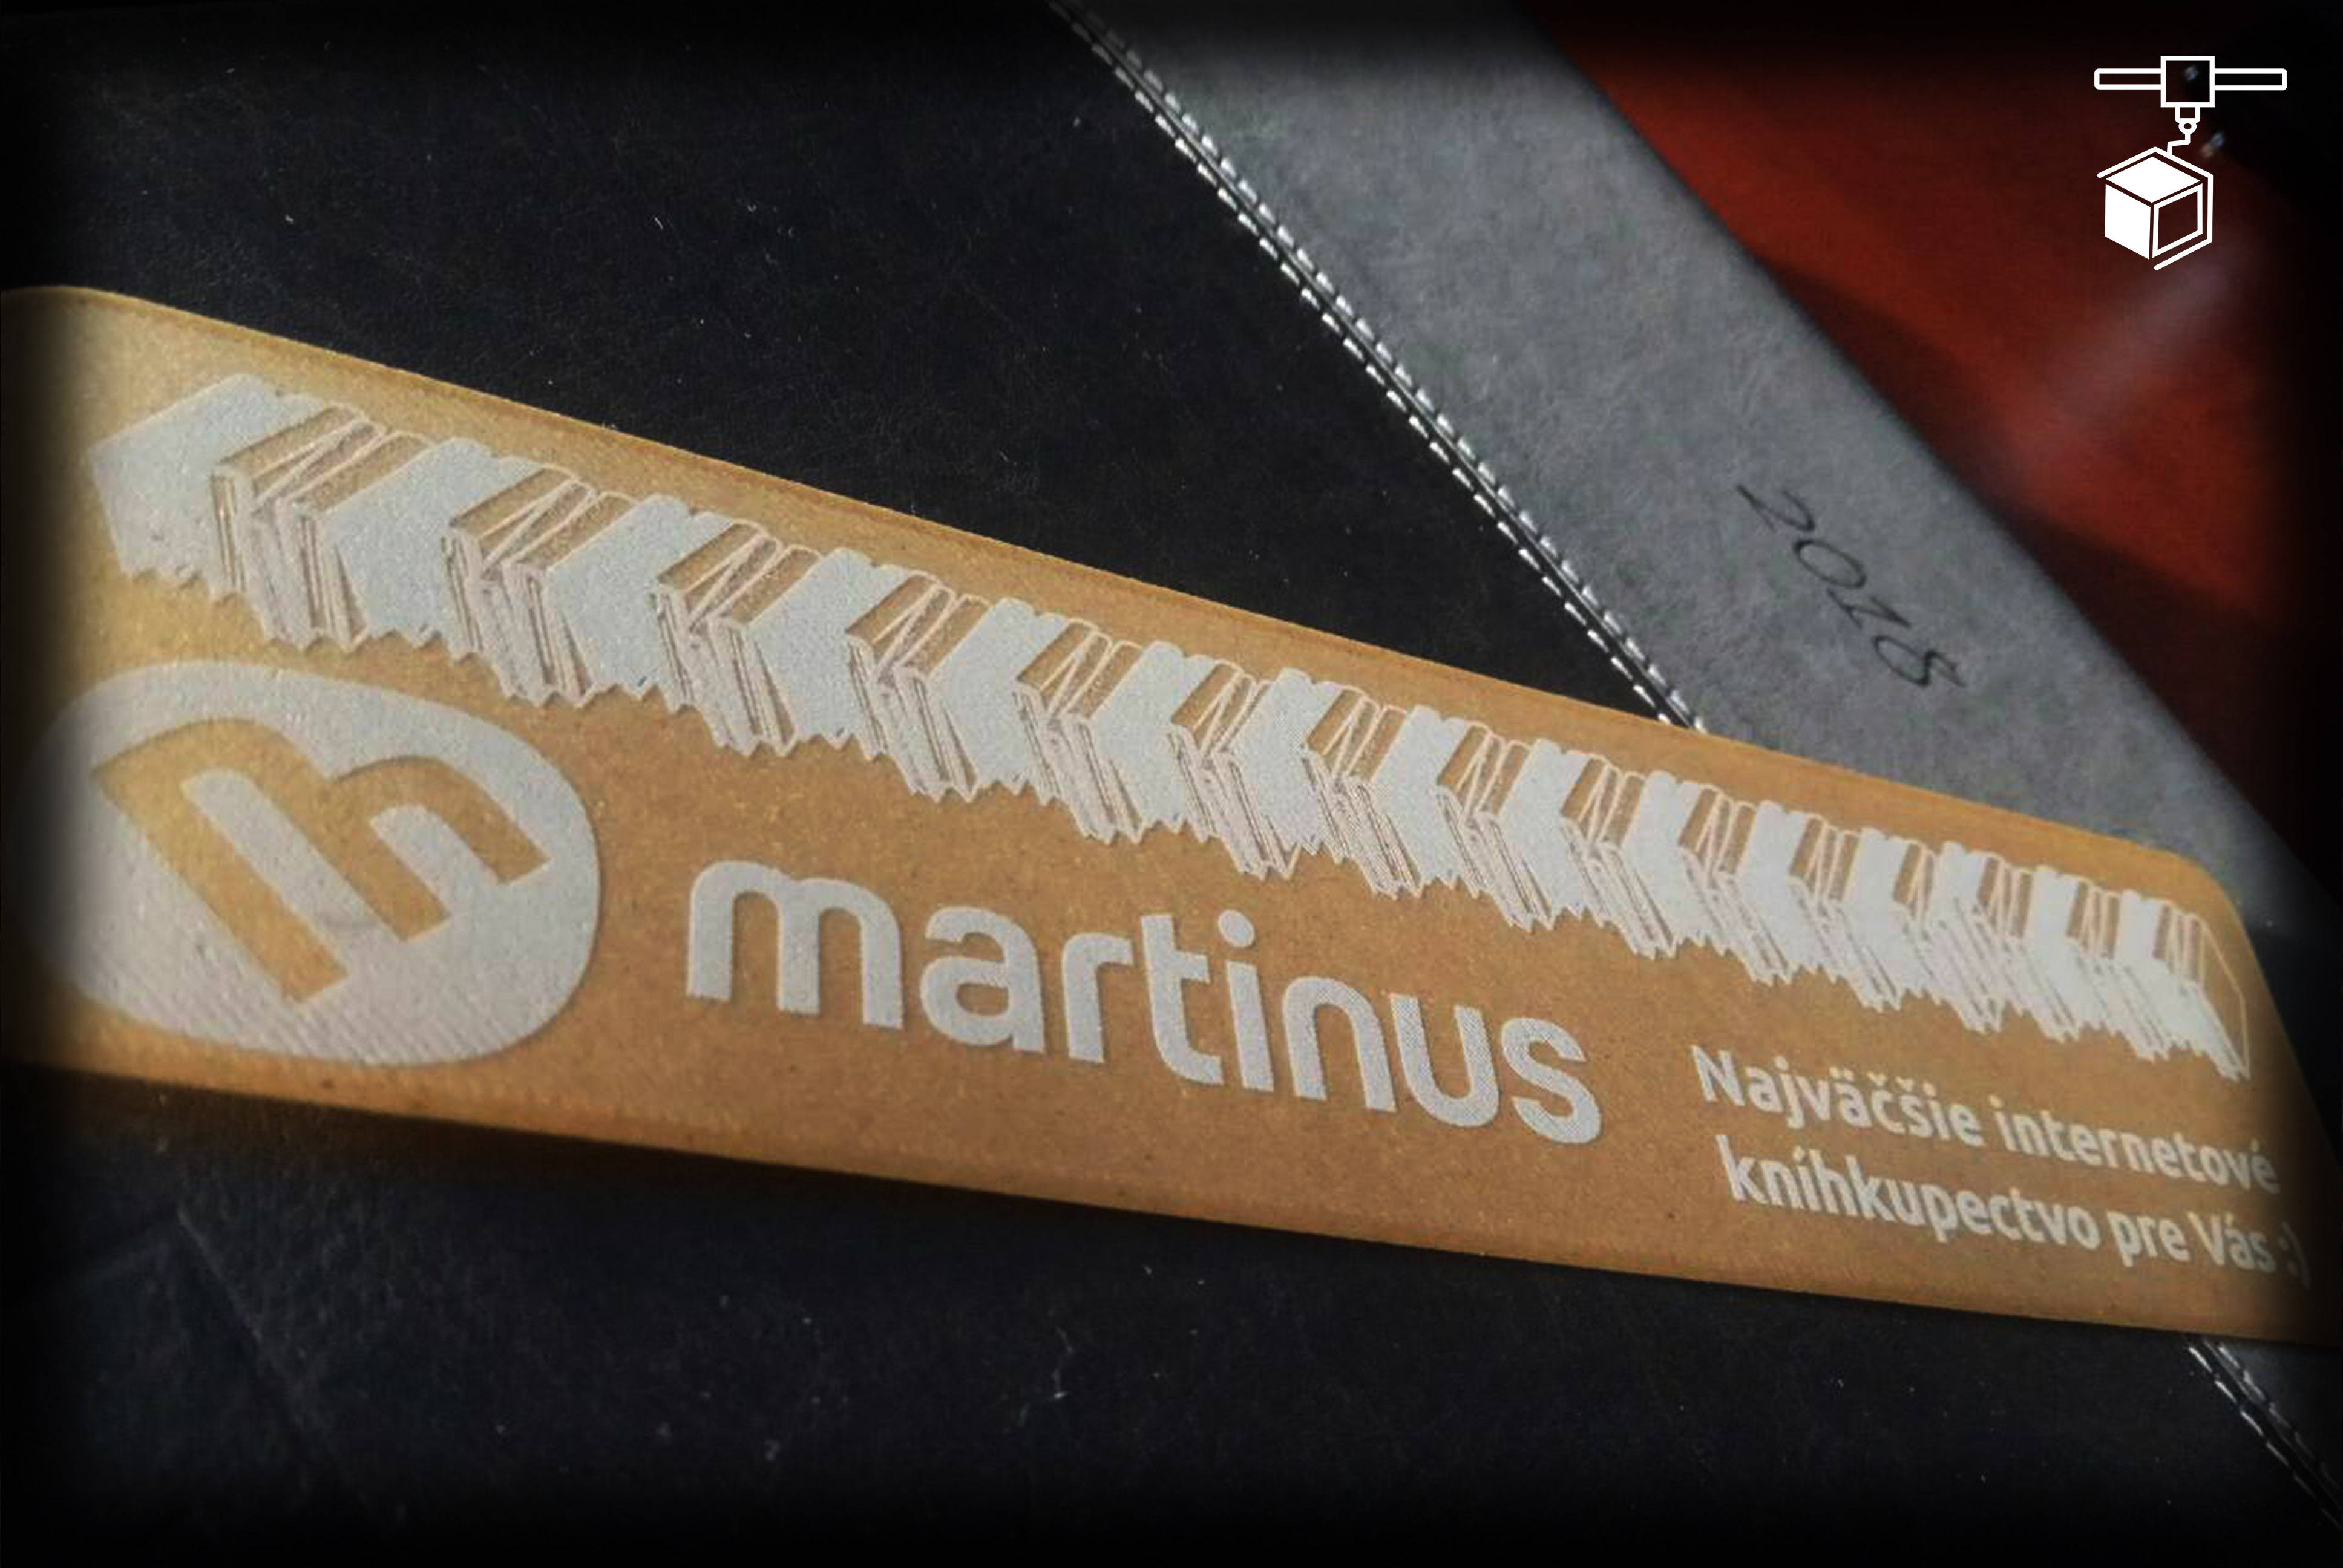 2018
martinus
Najväčšie internetové
kníhkupectvo pre Vás :)